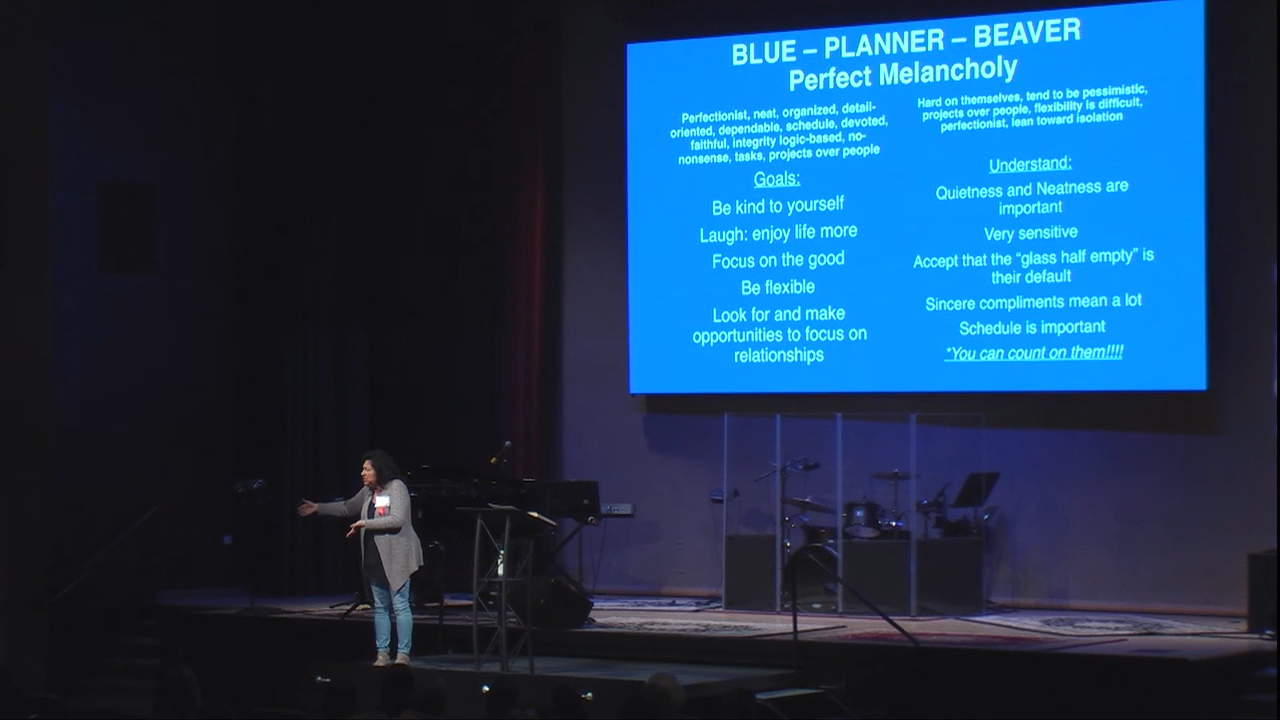 BLUE – PLANNER – BEAVER
Perfect Melancholy
Perfectionist, neat, organized, detail-
oriented, dependable, schedule, devoted,
faithful, integrity logic-based, no-
nonsense, tasks, projects over people
Goals:
Be kind to yourself
Laugh: enjoy life more
Focus on the good
Be flexible
Look for and make
opportunities to focus on
relationships
Hard on themselves, tend to be pessimistic,
projects over people, flexibility is difficult,
perfectionist, lean toward isolation
Understand:
Quietness and Neatness are
important
Very sensitive
Accept that the “glass half empty” is
their default
Sincere compliments mean a lot
Schedule is important
*You can count on them!!!!